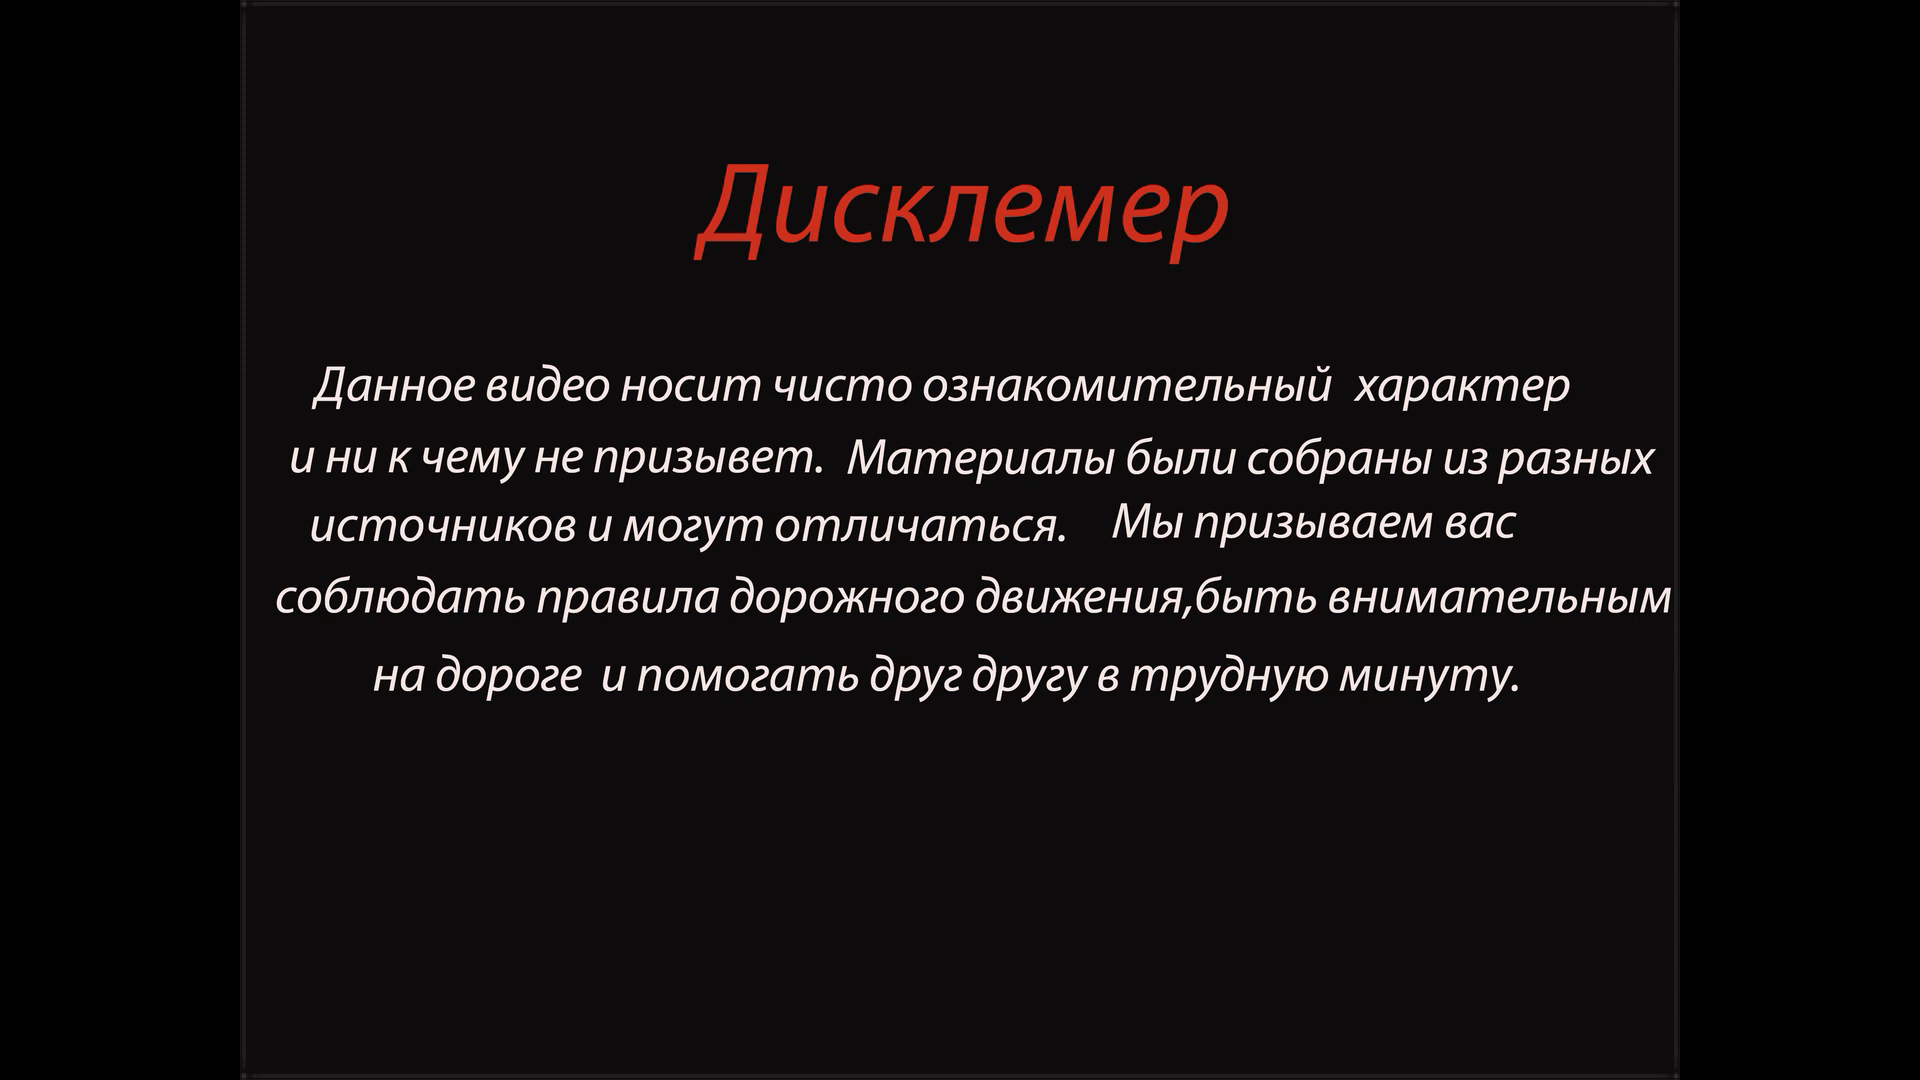 Дисклемер
Данное видео носит чисто ознакомительный характер
и ни к чему не призывет. Материалы были собраны из разных
источников и могут отличаться. Мы призываем вас
соблюдать правила дорожного движения,быть внимательным
на дороге и помогать друг другу в трудную минуту.